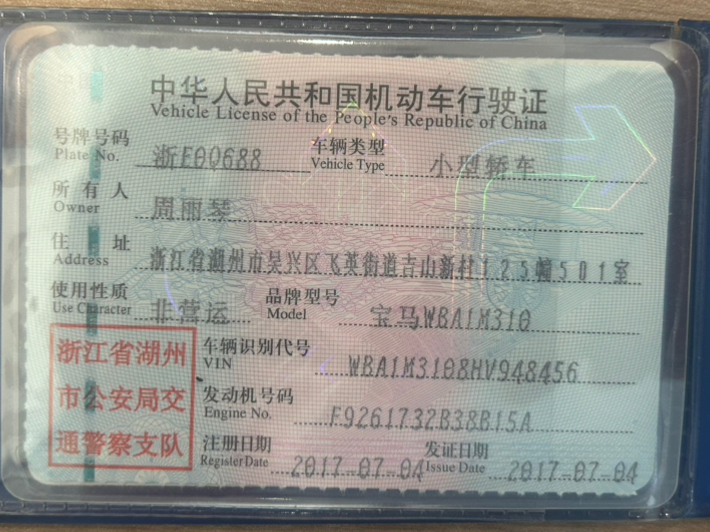 中华人民共和国机动车行驶证
Vehicle License of the People's Republic of China
号牌号码 浙E0Q688 车辆类型 小型轿车
Plate No. Vehicle Type
所有人 周丽琴
Owner
住址 浙江省湖州市吴兴区飞英街道吉山新村125幢501室
Address
使用性质 非营运 品牌型号 宝马WBA1M310
Use Character Model
浙江省湖州
市公安局交
通警察支队
车辆识别代号 WBA1M3108HV948456
VIN
发动机号码 F9261732B38B15A
Engine No.
注册日期 2017-07-04 发证日期 2017-07-04
Register Date Issue Date